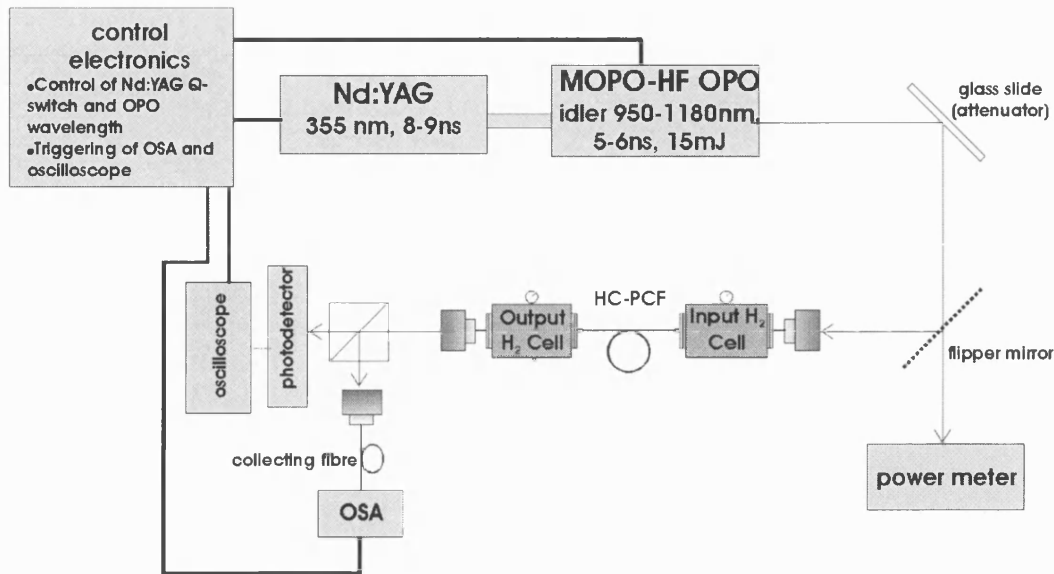 control
electronics
•Control of Nd:YAG Q-
switch and OPO
wavelength
•Triggering of OSA and
oscilloscope
Nd:YAG
355 nm, 8-9ns
MOPO-HF OPO
idler 950-1180nm,
5-6ns, 15mJ
glass slide
(attenuator)
oscilloscope
photodetector
Output
H₂ Cell
HC-PCF
Input H₂
Cell
flipper mirror
collecting fibre
OSA
power meter